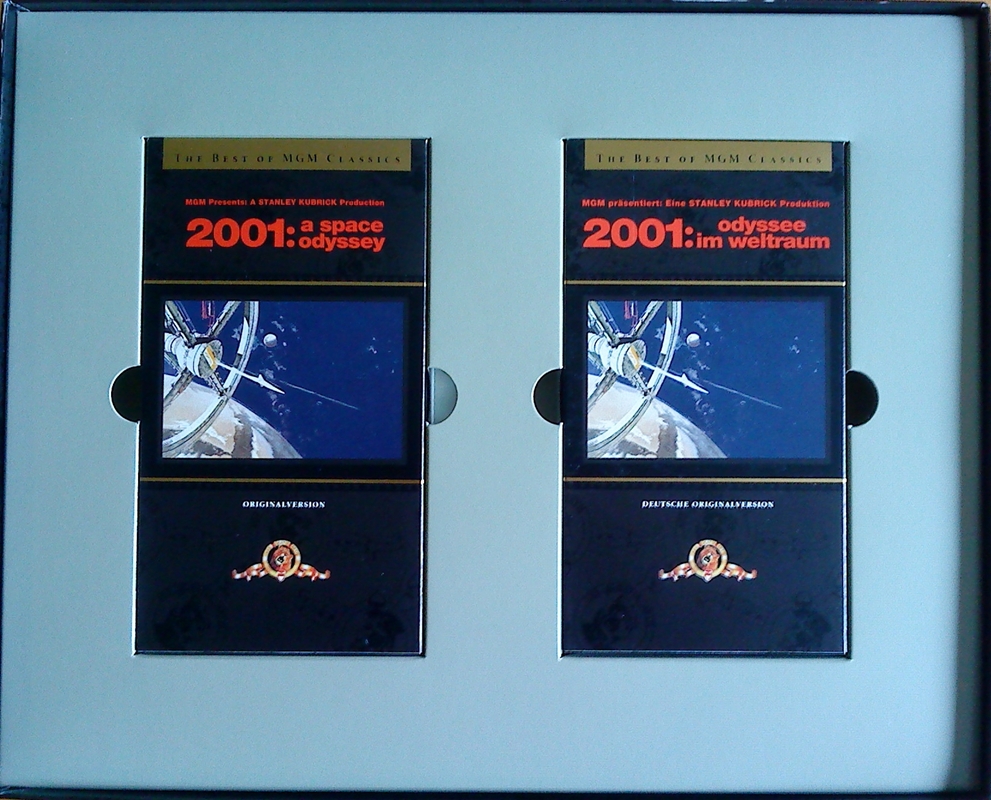 THE BEST OF MGM CLASSICS
MGM Presents: A STANLEY KUBRICK Production
2001: a space
odyssey
ORIGINALVERSION
THE BEST OF MGM CLASSICS
MGM präsentiert: Eine STANLEY KUBRICK Produktion
2001: odyssee
im weltraum
DEUTSCHE ORIGINALVERSION